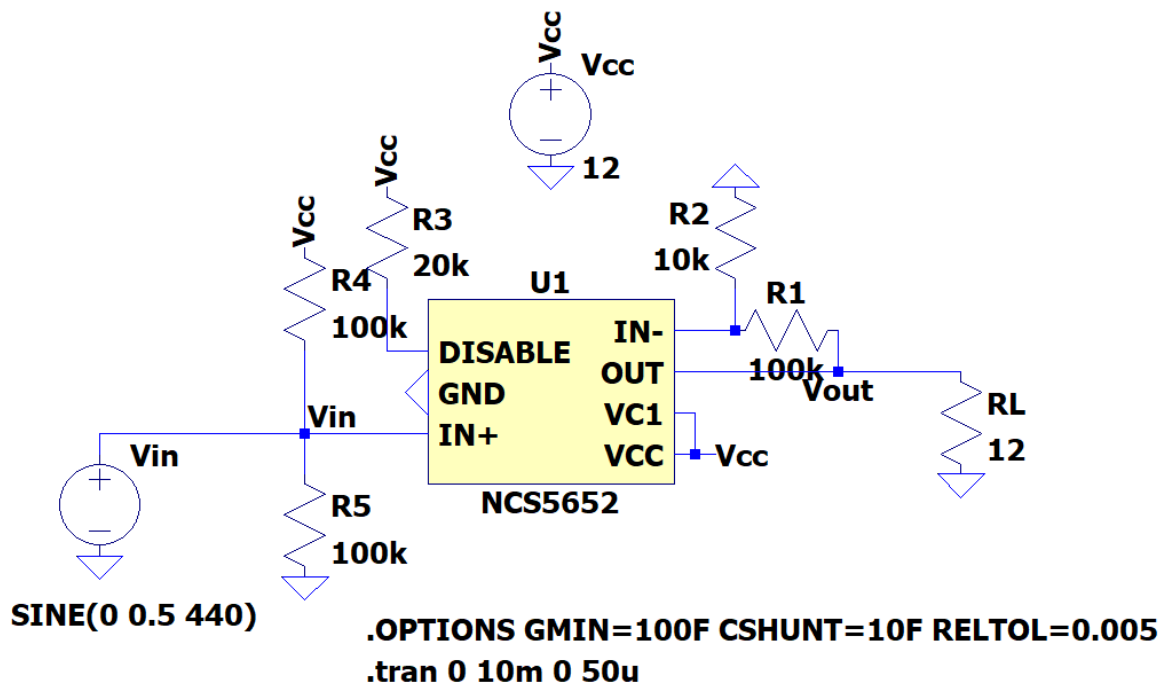 Vcc
Vcc
12
Vcc
R3
20k
Vcc
R4
100k
R2
10k
R1
100k
U1
DISABLE
GND
IN+
IN-
OUT
VC1
VCC
NCS5652
Vcc
Vout
RL
12
Vin
Vin
R5
100k
SINE(0 0.5 440)
.OPTIONS GMIN=100F CSHUNT=10F RELTOL=0.005
.tran 0 10m 0 50u